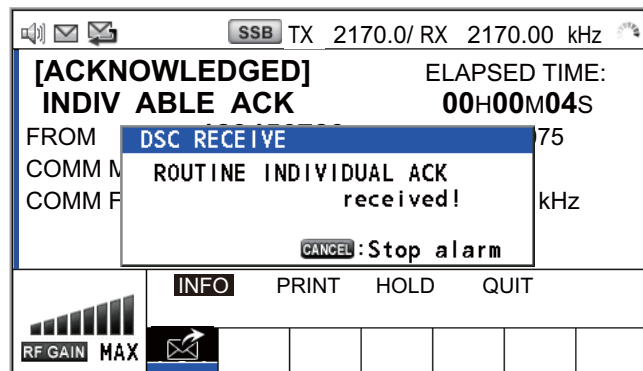 SSB TX 2170.0/ RX 2170.00 kHz
[ACKNOWLEDGED] ELAPSED TIME:
INDIV ABLE ACK 00H00M04S
FROM 75
DSC RECEIVE
COMM
ROUTINE INDIVIDUAL ACK
COMM F kHz
received!
CANCEL:Stop alarm
INFO PRINT HOLD QUIT
RF GAIN MAX